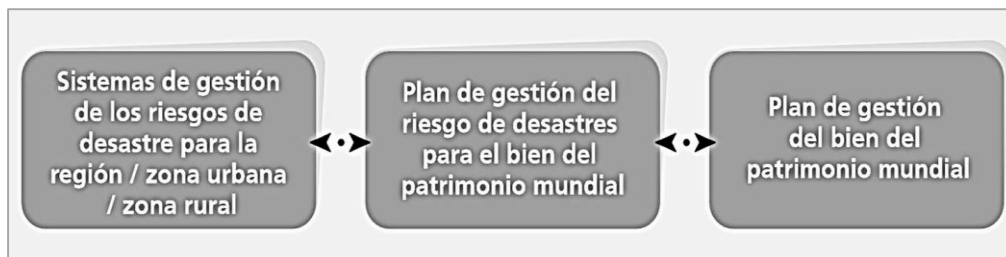 Sistemas de gestión
de los riesgos de
desastre para la
región / zona urbana
/ zona rural
Plan de gestión del
riesgo de desastres
para el bien del
patrimonio mundial
Plan de gestión
del bien del
patrimonio mundial